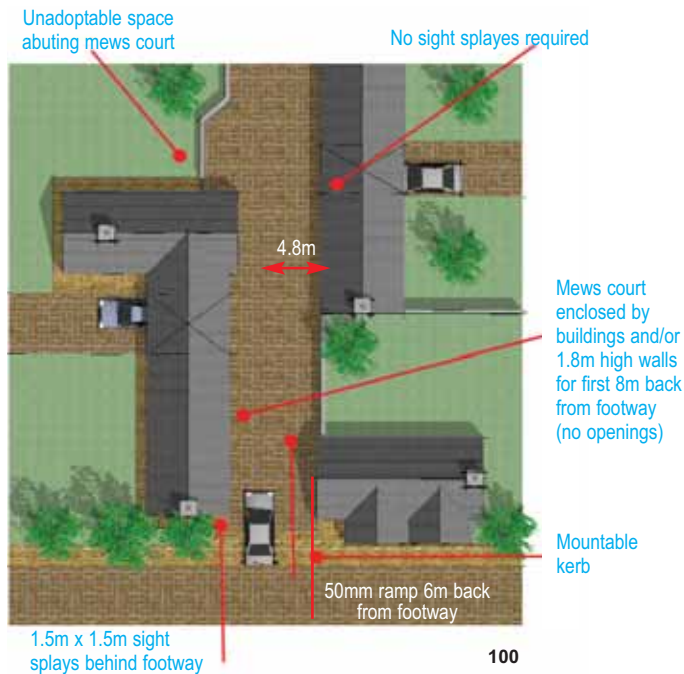 Unadoptable space
abuting mews court
No sight splayes required
4.8m
Mews court
enclosed by
buildings and/or
1.8m high walls
for first 8m back
from footway
(no openings)
Mountable
kerb
50mm ramp 6m back
from footway
1.5m x 1.5m sight
splays behind footway
100